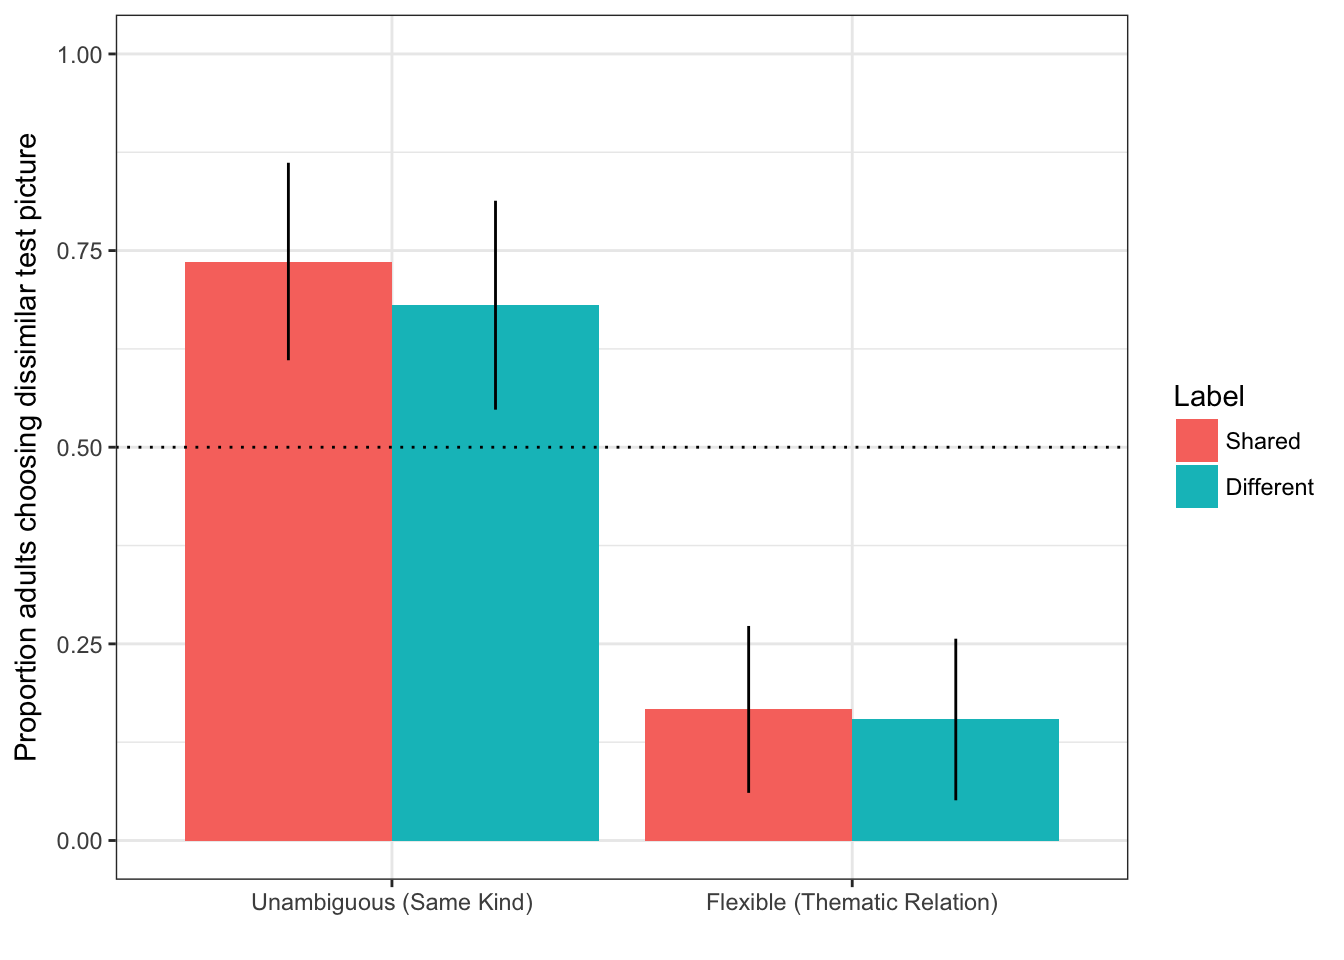 Proportion adults choosing dissimilar test picture
1.00
0.75
0.50
0.25
0.00
Unambiguous (Same Kind)
Flexible (Thematic Relation)
Label
Shared
Different